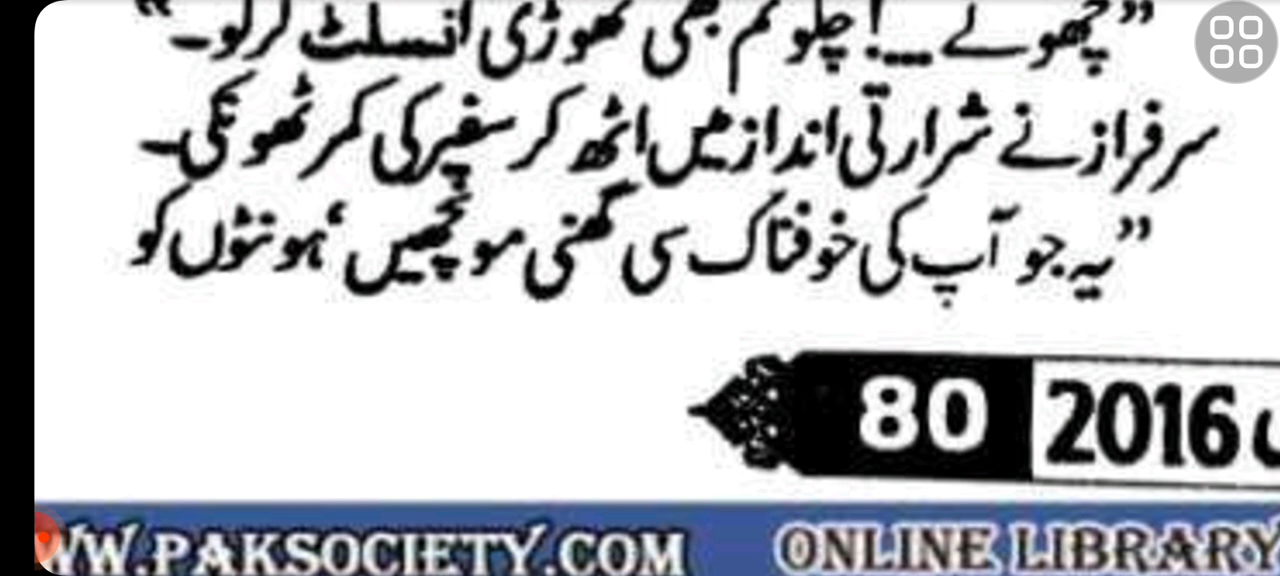 ”چھوٹے...! چلو تم بھی تھوڑی انسلٹ کرلو۔“
سرفراز نے شرارتی انداز میں اٹھ کر سفیر کی کمر ٹھونکی۔
”یہ جو آپ کی خوفناک سی گھنی مونچھیں‘ ہونٹوں کو
80 2016
WW.PAKSOCIETY.COM ONLINE LIBRARY